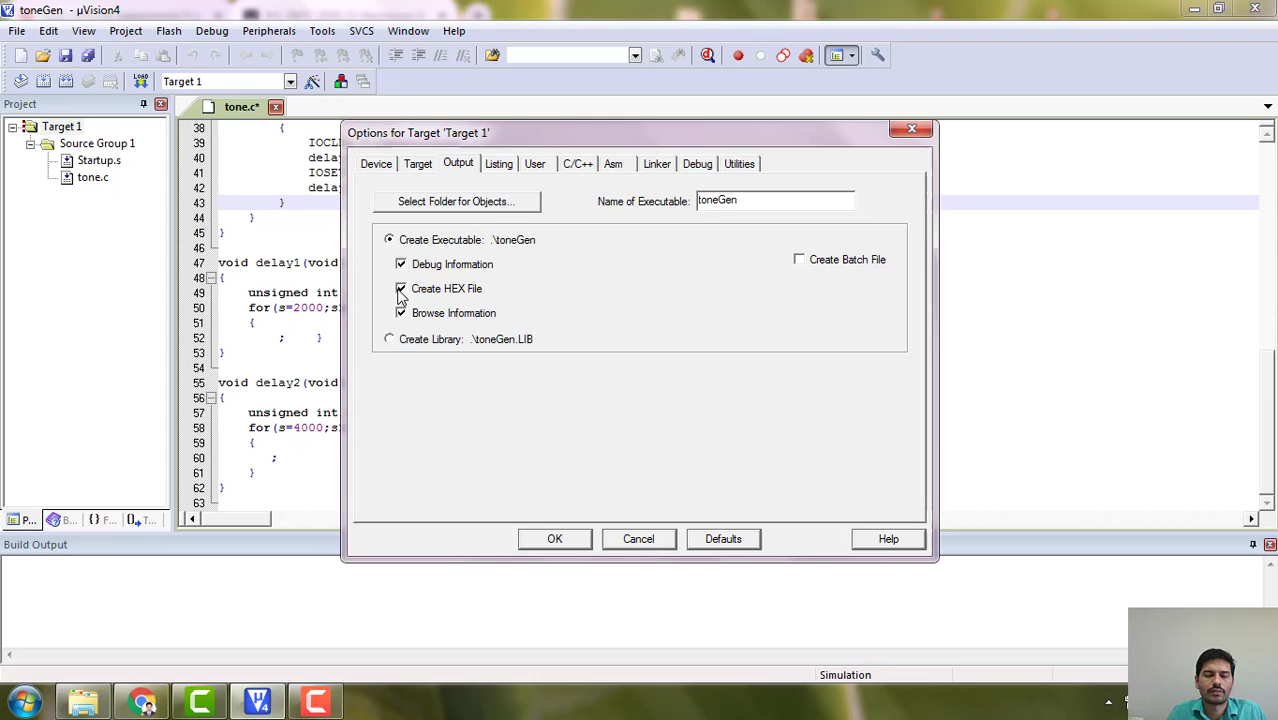 toneGen - µVision4
File Edit View Project Flash Debug Peripherals Tools SVCS Window Help
LOAD Target 1
Project
tone.c*
Target 1
Source Group 1
Startup.s
tone.c
38 {
39 IOCL
40 dela
41 IOSE
42 dela
43 }
44 }
45 }
46
47 void delay1(void
48 {
49 unsigned int
50 for(s=2000;s
51 {
52 ; }
53 }
54
55 void delay2(void
56 {
57 unsigned int
58 for(s=4000;s
59 {
60 ;
61 }
62 }
63
Options for Target 'Target 1'
Device Target Output Listing User C/C++ Asm Linker Debug Utilities
Select Folder for Objects... Name of Executable: toneGen
Create Executable: .\toneGen
Create Batch File
Debug Information
Create HEX File
Browse Information
Create Library: .\toneGen.LIB
OK Cancel Defaults Help
P... B... {} F... T...
Build Output
Simulation